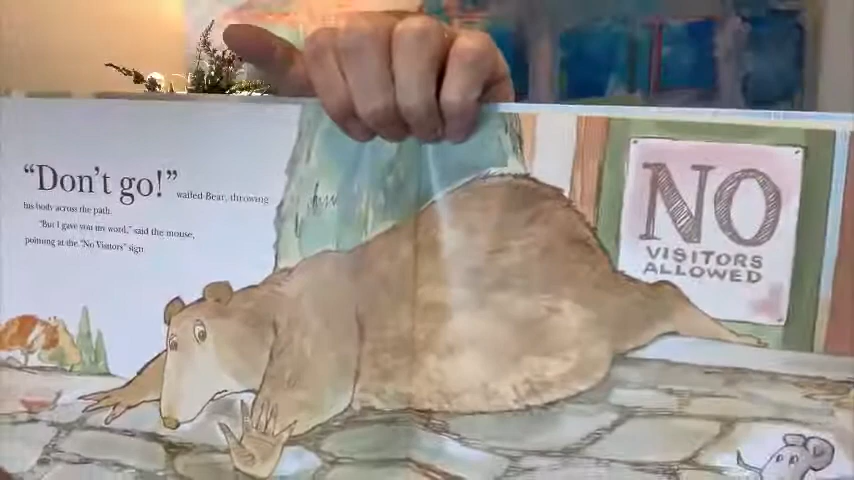 “Don’t go!” wailed Bear, throwing
his body across the path.
“But I gave you my word,” said the mouse,
pointing at the “No Visitors” sign.
NO
VISITORS
ALLOWED